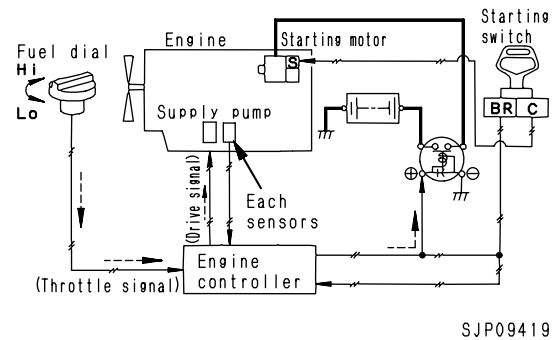 Starting
switch
Fuel dial
Hi
Lo
Engine
Starting motor
S
BR C
Supply pump
Each
sensors
(Drive signal)
Engine
controller
(Throttle signal)
R
SJP09419